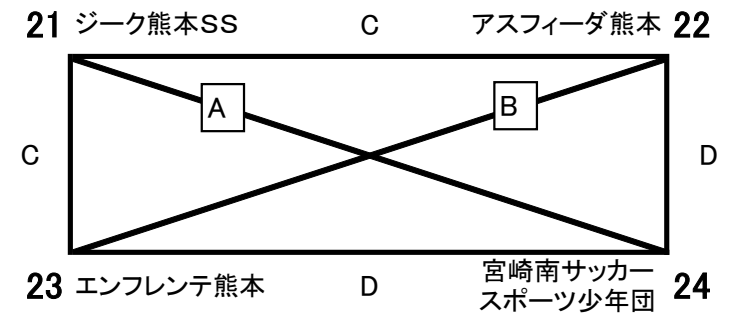 21 ジーク熊本SS C アスフィーダ熊本 22
A B
C D
23 エンフレンテ熊本 D 宮崎南サッカー
スポーツ少年団 24